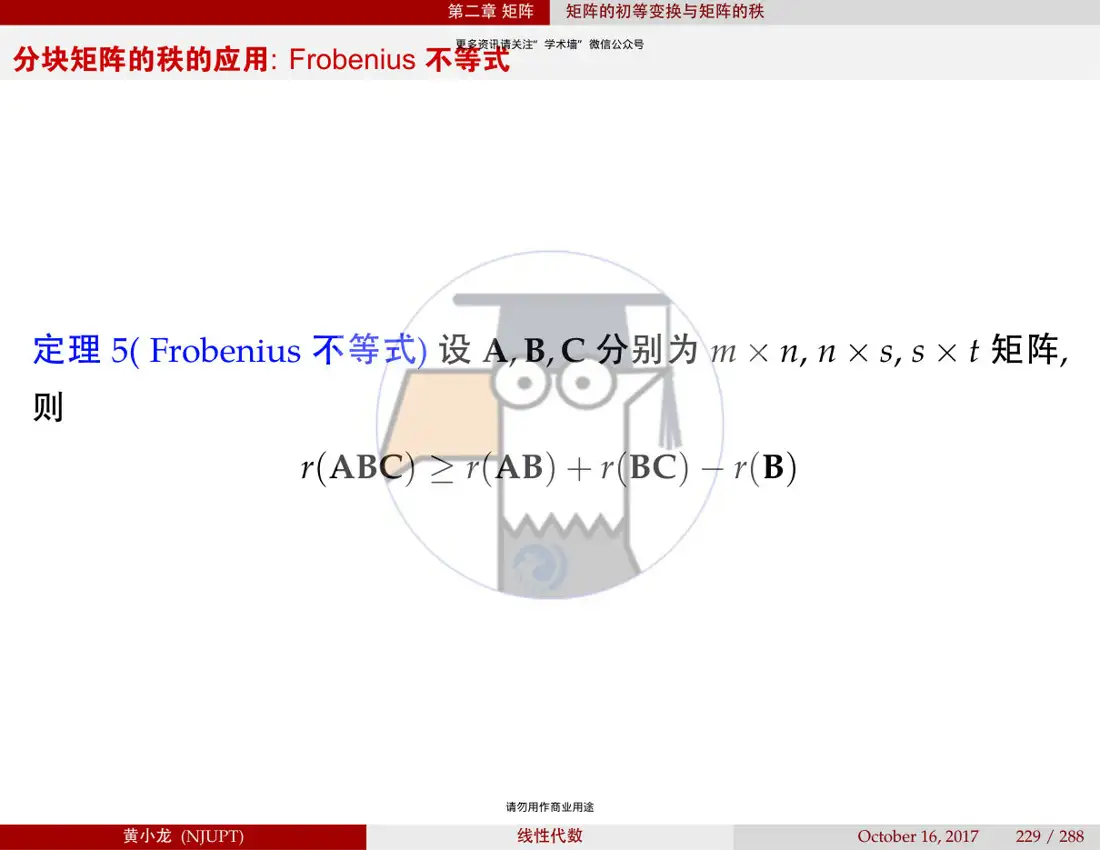 第二章 矩阵 矩阵的初等变换与矩阵的秩
更多资讯请关注“学术墙”微信公众号
分块矩阵的秩的应用: Frobenius 不等式
定理 5( Frobenius 不等式) 设 A, B, C 分别为 m × n, n × s, s × t 矩阵,
则
r(ABC) ≥ r(AB) + r(BC) − r(B)
请勿用作商业用途
黄小龙 (NJUPT) 线性代数 October 16, 2017 229 / 288